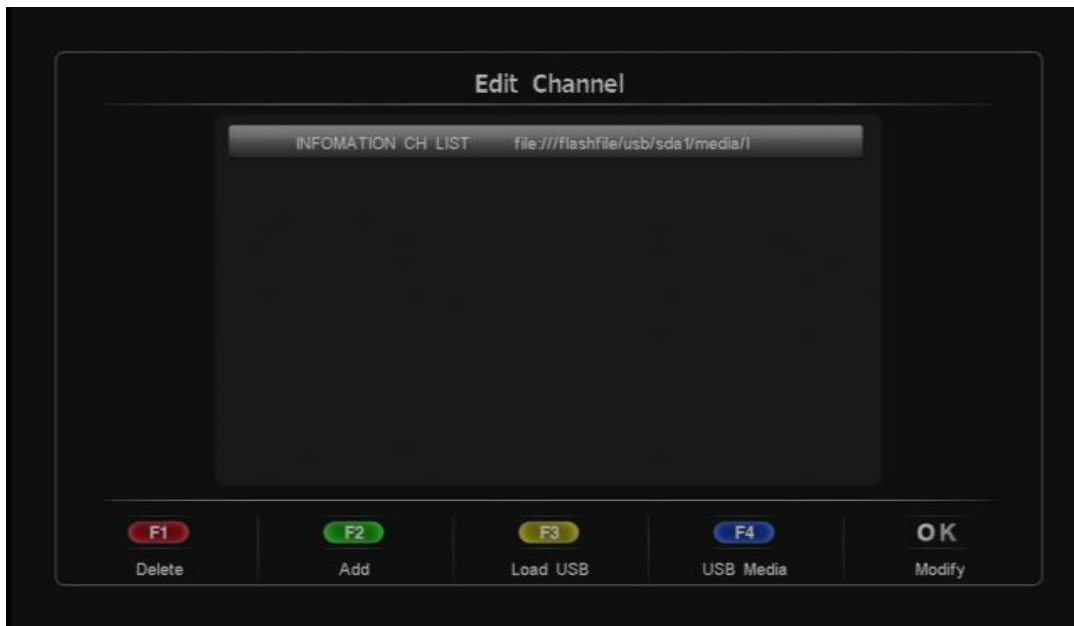 Edit Channel
INFOMATION CH LIST file:///flashfile/usb/sda1/media/I
F1 F2 F3 F4 OK
Delete Add Load USB USB Media Modify